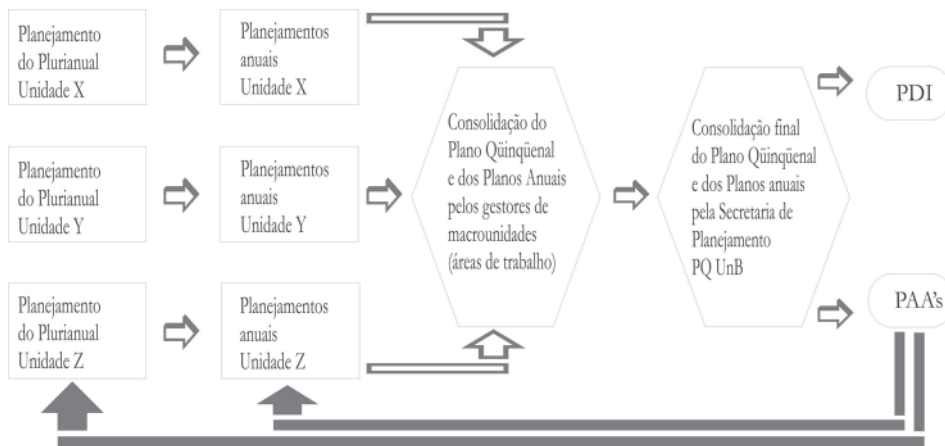 Planejamento
do Plurianual
Unidade X
Planejamentos
anuais
Unidade X
Planejamento
do Plurianual
Unidade Y
Planejamentos
anuais
Unidade Y
Planejamento
do Plurianual
Unidade Z
Planejamentos
anuais
Unidade Z
Consolidação do
Plano Qüinqüenal
e dos Planos Anuais
pelos gestores de
macrounidades
(áreas de trabalho)
Consolidação final
do Plano Qüinqüenal
e dos Planos anuais
pela Secretaria de
Planejamento
PQ UnB
PDI
PAA's